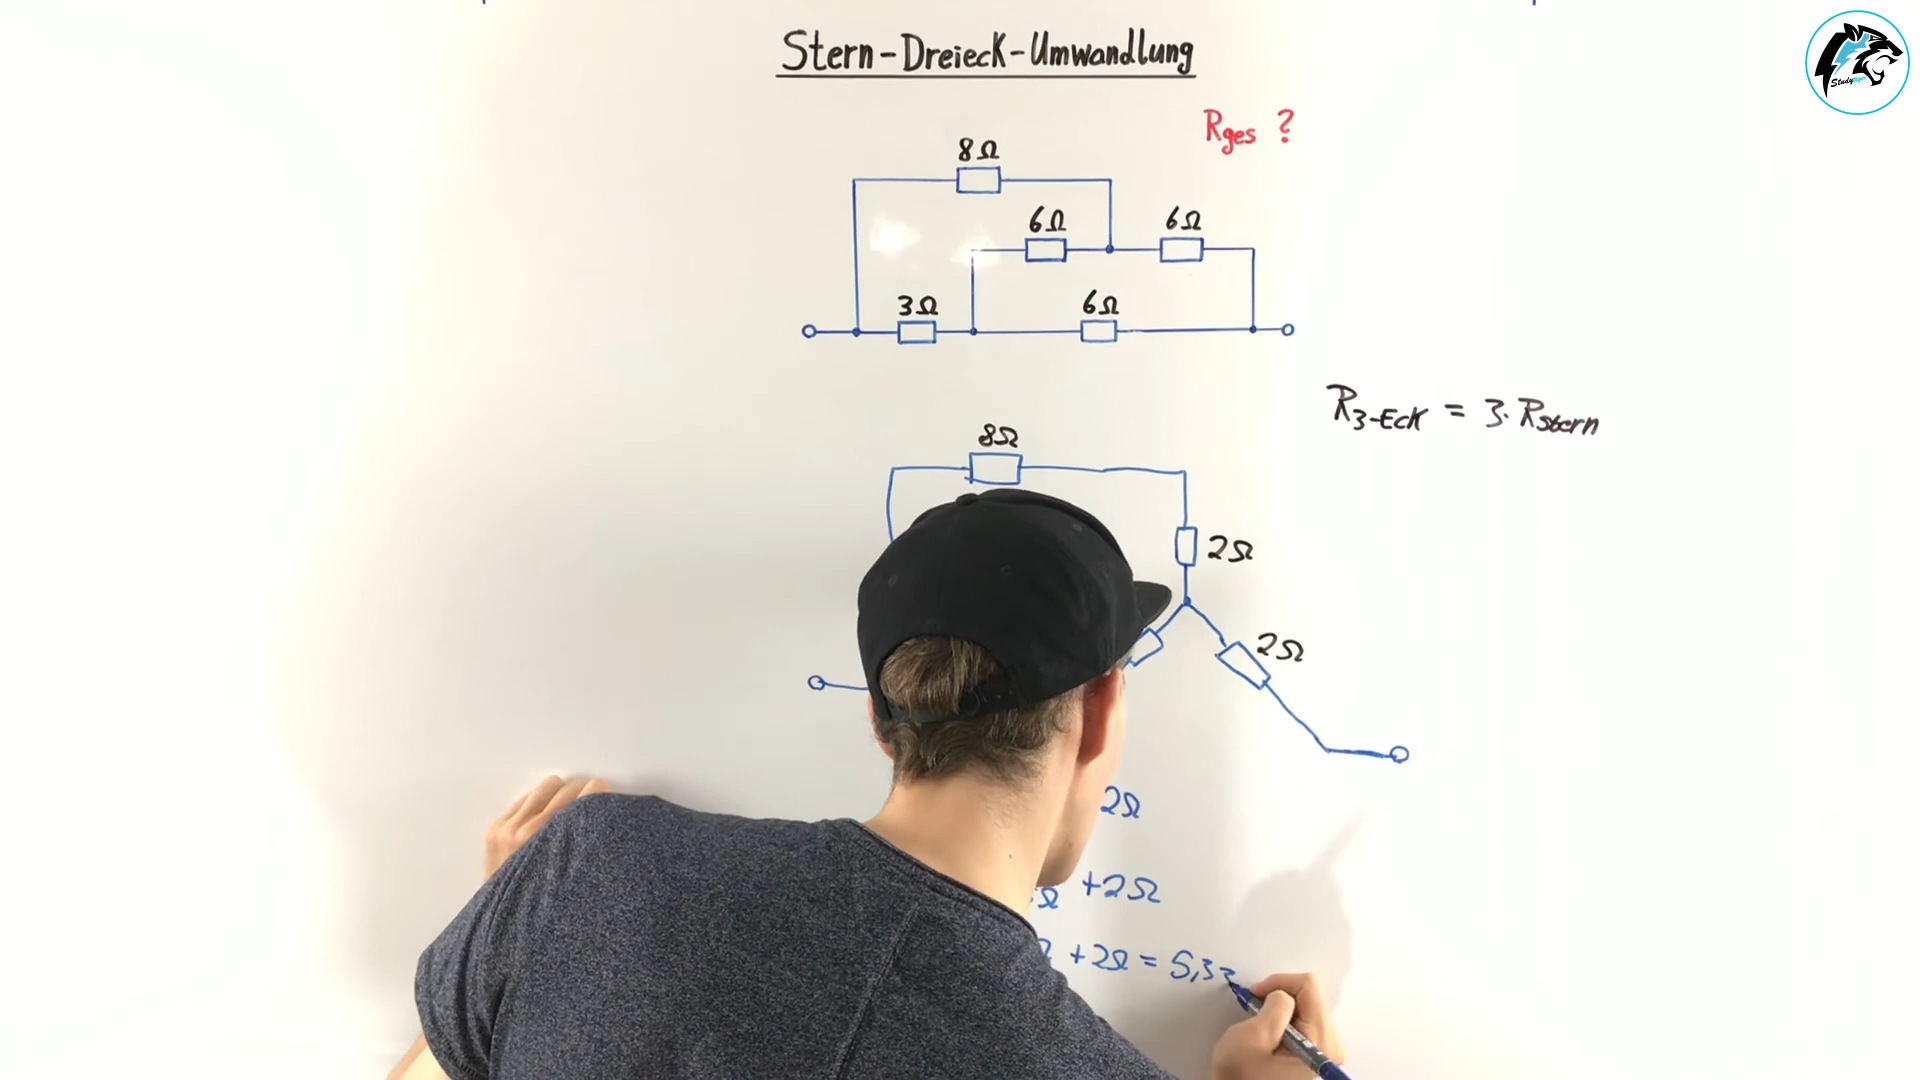 Stern-Dreieck-Umwandlung
Rges ?
8Ω
6Ω 6Ω
3Ω 6Ω
R3-Eck = 3·RStern
8Ω
2Ω
2Ω
2Ω
Ω +2Ω
+2Ω = 5,33
Studytiger